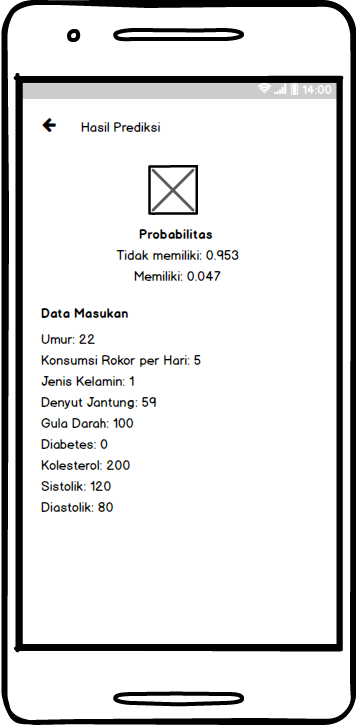 14:00
Hasil Prediksi
Probabilitas
Tidak memiliki: 0.953
Memiliki: 0.047
Data Masukan
Umur: 22
Konsumsi Rokor per Hari: 5
Jenis Kelamin: 1
Denyut Jantung: 59
Gula Darah: 100
Diabetes: 0
Kolesterol: 200
Sistolik: 120
Diastolik: 80